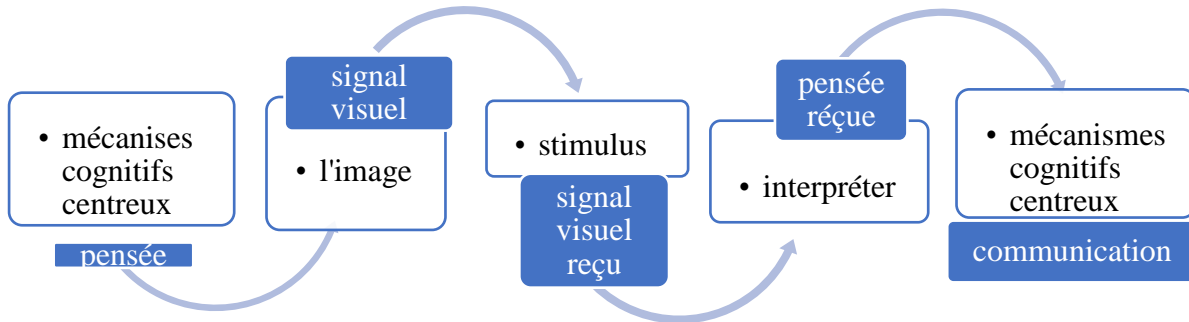 • mécanises
cognitifs
centreux
pensée
signal
visuel
• l'image
• stimulus
signal
visuel
reçu
pensée
réçue
• interpréter
• mécanismes
cognitifs
centreux
communication